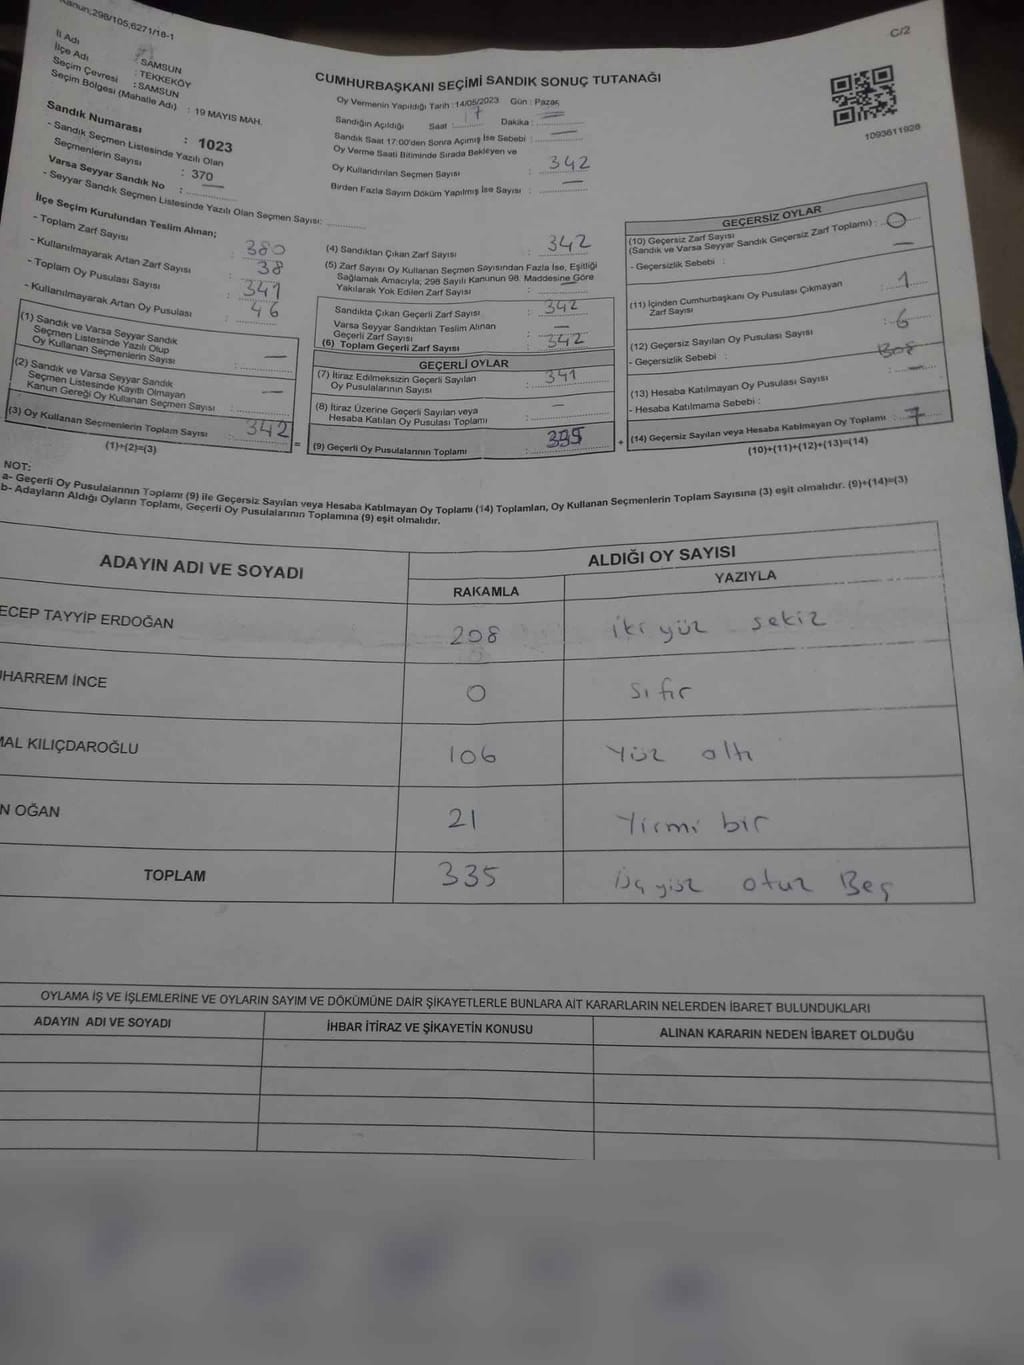 Kanun;298/105;6271/18-1
C/2
İl Adı : SAMSUN
İlçe Adı : TEKKEKÖY
Seçim Çevresi : SAMSUN
Seçim Bölgesi (Mahalle Adı) : 19 MAYIS MAH.
Sandık Numarası : 1023
- Sandık Seçmen Listesinde Yazılı Olan
Seçmenlerin Sayısı : 370
Varsa Seyyar Sandık No : —
- Seyyar Sandık Seçmen Listesinde Yazılı Olan Seçmen Sayısı:
CUMHURBAŞKANI SEÇİMİ SANDIK SONUÇ TUTANAĞI
Oy Vermenin Yapıldığı Tarih :14/05/2023 Gün : Pazar
Sandığın Açıldığı Saat : 17 Dakika : —
Sandık Saat 17:00'den Sonra Açımış İse Sebebi : —
Oy Verme Saati Bitiminde Sırada Bekleyen ve
Oy Kullandırılan Seçmen Sayısı : 342
Birden Fazla Sayım Döküm Yapılmış İse Sayısı : —
1093611928
İlçe Seçim Kurulundan Teslim Alınan;
- Toplam Zarf Sayısı : 380
- Kullanılmayarak Artan Zarf Sayısı : 38
- Toplam Oy Pusulası Sayısı : 341
- Kullanılmayarak Artan Oy Pusulası : 46
(1) Sandık ve Varsa Seyyar Sandık
Seçmen Listesinde Yazılı Olup
Oy Kullanan Seçmenlerin Sayısı : —
(2) Sandık ve Varsa Seyyar Sandık
Seçmen Listesinde Kayıtlı Olmayan
Kanun Gereği Oy Kullanan Seçmen Sayısı : —
(3) Oy Kullanan Seçmenlerin Toplam Sayısı : 342
(1)+(2)=(3)
=
(4) Sandıktan Çıkan Zarf Sayısı : 342
(5) Zarf Sayısı Oy Kullanan Seçmen Sayısından Fazla İse, Eşitliği
Sağlamak Amacıyla; 298 Sayılı Kanunun 98. Maddesine Göre
Yakılarak Yok Edilen Zarf Sayısı : —
Sandıkta Çıkan Geçerli Zarf Sayısı : 342
Varsa Seyyar Sandıktan Teslim Alınan
Geçerli Zarf Sayısı : —
(6) Toplam Geçerli Zarf Sayısı : 342
GEÇERLİ OYLAR
(7) İtiraz Edilmeksizin Geçerli Sayılan
Oy Pusulalarının Sayısı : 341
(8) İtiraz Üzerine Geçerli Sayılan veya
Hesaba Katılan Oy Pusulası Toplamı : —
(9) Geçerli Oy Pusulalarının Toplamı : 335
+
GEÇERSİZ OYLAR
(10) Geçersiz Zarf Sayısı
(Sandık ve Varsa Seyyar Sandık Geçersiz Zarf Toplamı) : 0
- Geçersizlik Sebebi : —
(11) İçinden Cumhurbaşkanı Oy Pusulası Çıkmayan
Zarf Sayısı : 1
(12) Geçersiz Sayılan Oy Pusulası Sayısı : 6
- Geçersizlik Sebebi : Boş
(13) Hesaba Katılmayan Oy Pusulası Sayısı : —
- Hesaba Katılmama Sebebi :
(14) Geçersiz Sayılan veya Hesaba Katılmayan Oy Toplamı : 7
(10)+(11)+(12)+(13)=(14)
NOT:
a- Geçerli Oy Pusulalarının Toplamı (9) ile Geçersiz Sayılan veya Hesaba Katılmayan Oy Toplamı (14) Toplamları, Oy Kullanan Seçmenlerin Toplam Sayısına (3) eşit olmalıdır. (9)+(14)=(3)
b- Adayların Aldığı Oyların Toplamı, Geçerli Oy Pusulalarının Toplamına (9) eşit olmalıdır.
ADAYIN ADI VE SOYADI
ALDIĞI OY SAYISI
RAKAMLA YAZIYLA
ECEP TAYYİP ERDOĞAN 208 iki yüz sekiz
UHARREM İNCE 0 sıfır
MAL KILIÇDAROĞLU 106 Yüz altı
N OĞAN 21 Yirmi bir
TOPLAM 335 üç yüz otuz Beş
OYLAMA İŞ VE İŞLEMLERİNE VE OYLARIN SAYIM VE DÖKÜMÜNE DAİR ŞİKAYETLERLE BUNLARA AİT KARARLARIN NELERDEN İBARET BULUNDUKLARI
ADAYIN ADI VE SOYADI İHBAR İTİRAZ VE ŞİKAYETİN KONUSU ALINAN KARARIN NEDEN İBARET OLDUĞU